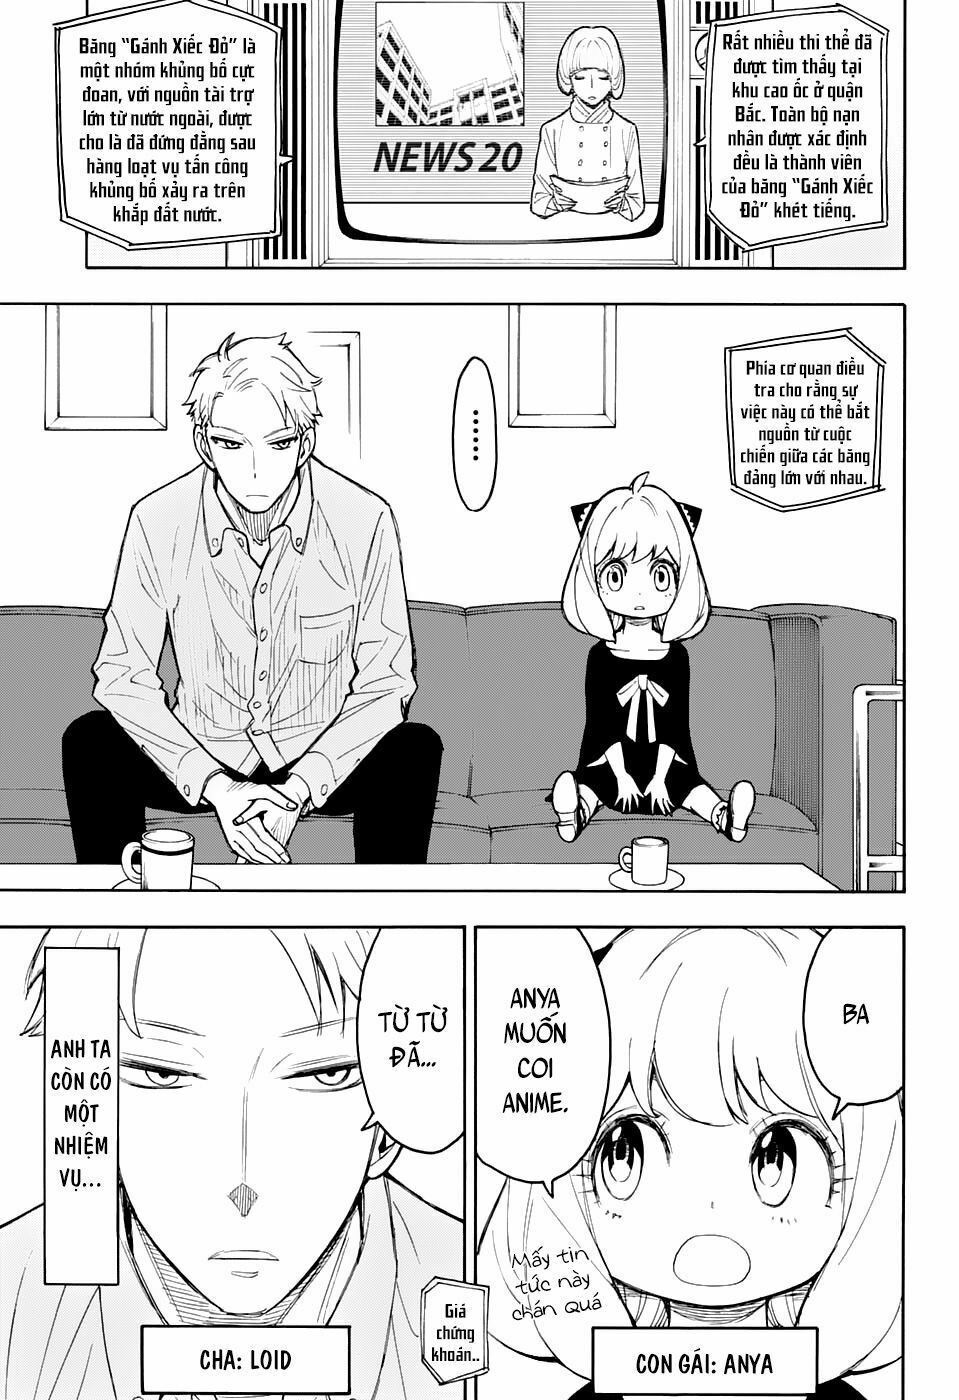 Rất nhiều thi thể đã
được tìm thấy tại
khu cao ốc ở quận
Bắc. Toàn bộ nạn
nhân được xác định
đều là thành viên
của băng "Gánh Xiếc
Đỏ" khét tiếng.
NEWS 20
Băng "Gánh Xiếc Đỏ" là
một nhóm khủng bố cực
đoan, với nguồn tài trợ
lớn từ nước ngoài, được
cho là đã đứng đằng sau
hàng loạt vụ tấn công
khủng bố xảy ra trên
khắp đất nước.
Phía cơ quan điều
tra cho rằng sự
việc này có thể bắt
nguồn từ cuộc
chiến giữa các băng
đảng lớn với nhau.
......
BA
ANYA
MUỐN
COI
ANIME.
Mấy tin
tức này
chán quá
CON GÁI: ANYA
TỪ TỪ
ĐÃ...
ANH TA
CÒN CÓ
MỘT
NHIỆM
VỤ...
Giá
chứng
khoán..
CHA: LOID